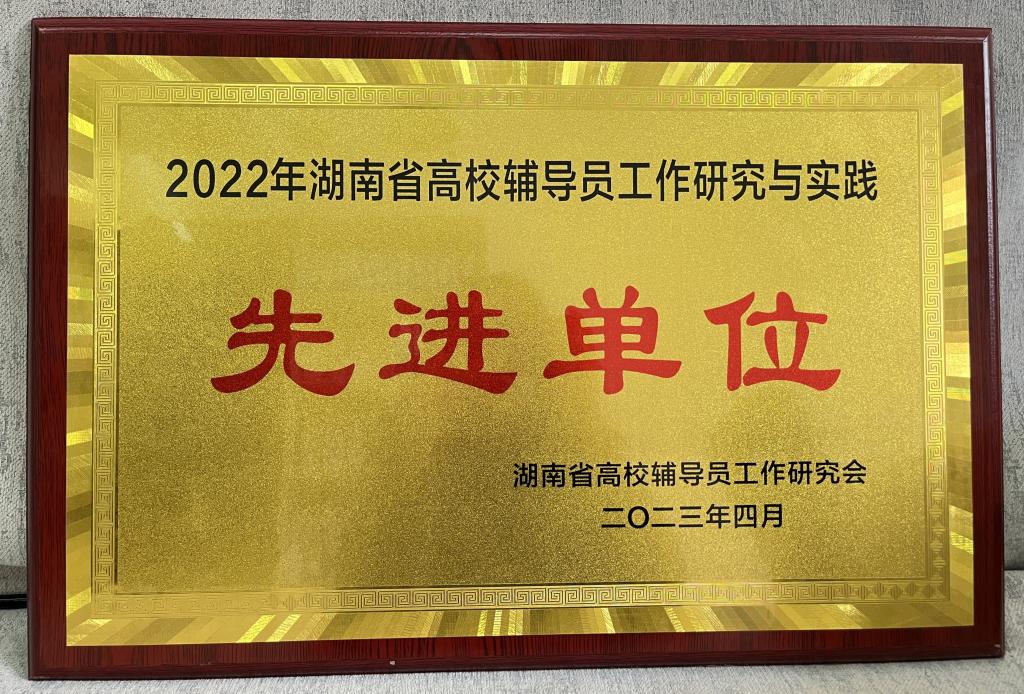 2022年湖南省高校辅导员工作研究与实践
先进单位
湖南省高校辅导员工作研究会
二〇二三年四月